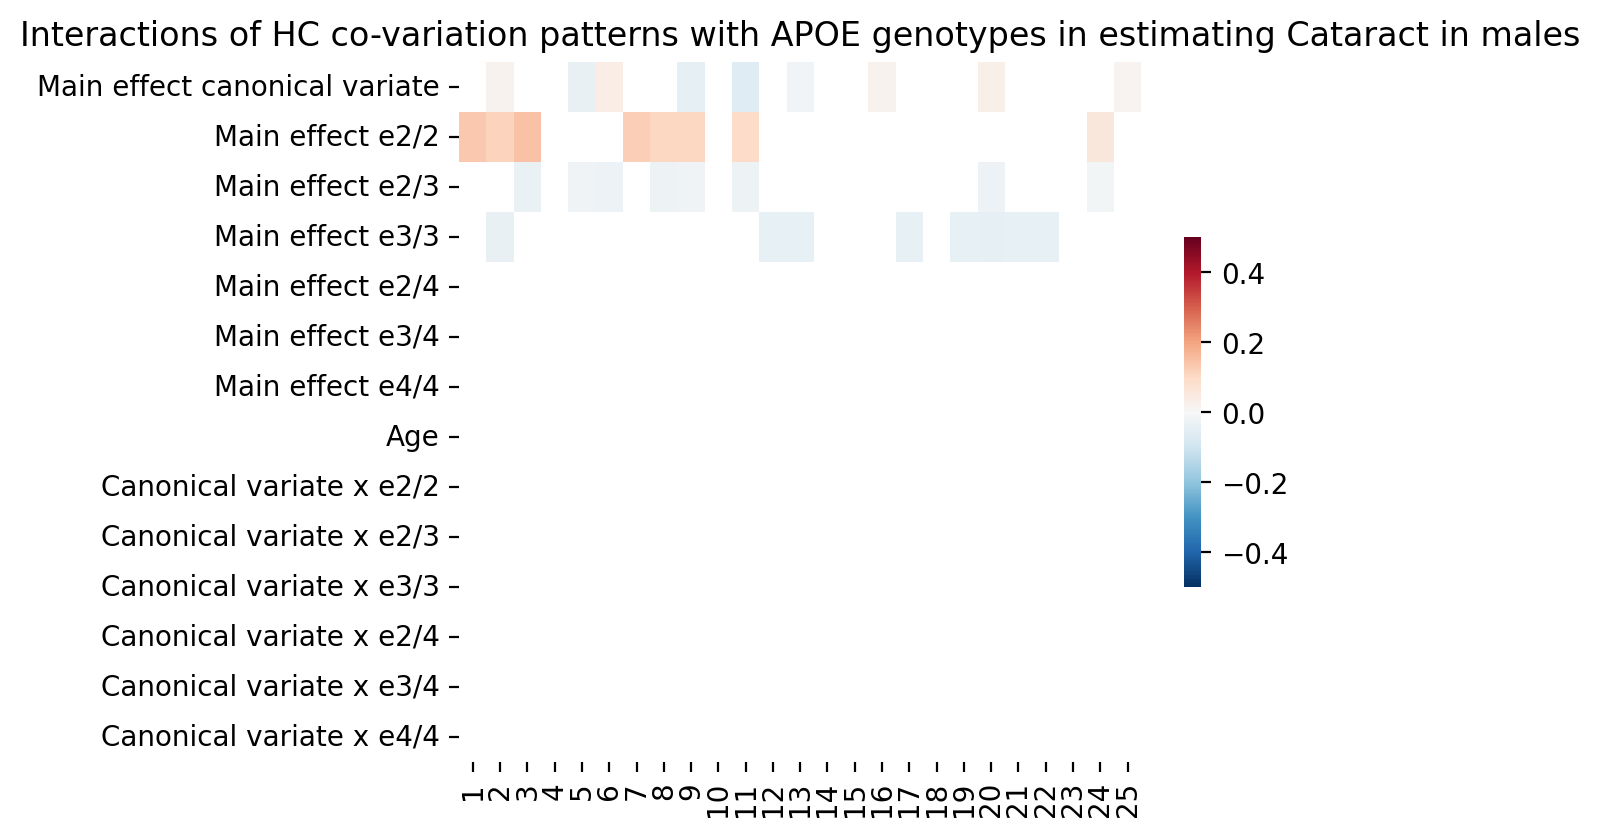 Interactions of HC co-variation patterns with APOE genotypes in estimating Cataract in males
Main effect canonical variate
Main effect e2/2
Main effect e2/3
Main effect e3/3
Main effect e2/4
Main effect e3/4
Main effect e4/4
Age
Canonical variate x e2/2
Canonical variate x e2/3
Canonical variate x e3/3
Canonical variate x e2/4
Canonical variate x e3/4
Canonical variate x e4/4
1 2 3 4 5 6 7 8 9 10 11 12 13 14 15 16 17 18 19 20 21 22 23 24 25
0.4
0.2
0.0
−0.2
−0.4